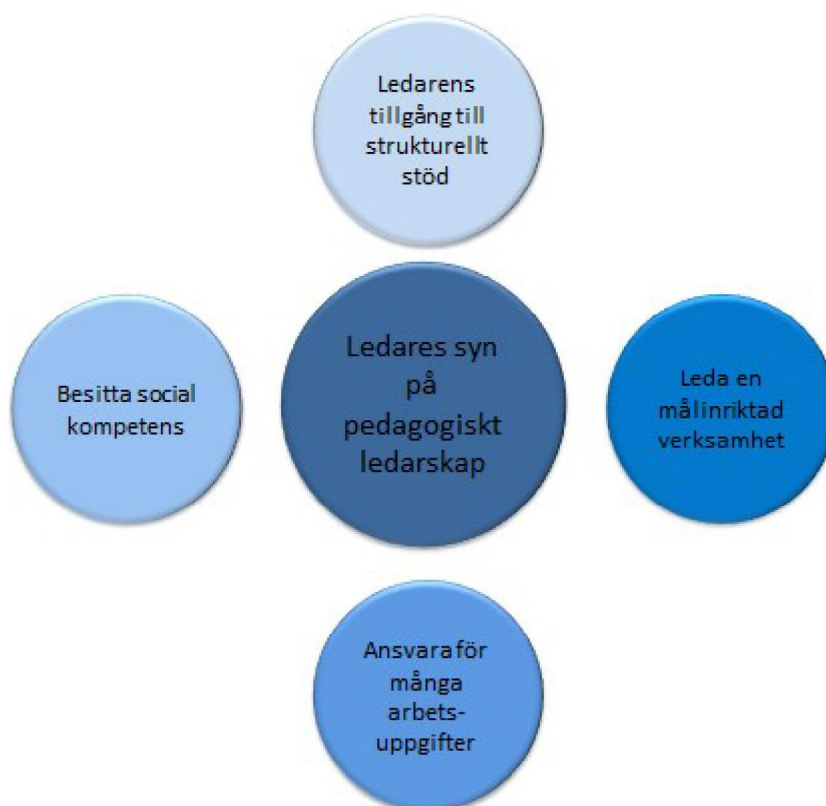 Ledarens
tillgång till
strukturellt
stöd
Ledares syn
på
pedagogiskt
ledarskap
Besitta social
kompetens
Leda en
målinriktad
verksamhet
Ansvara för
många
arbets-
uppgifter